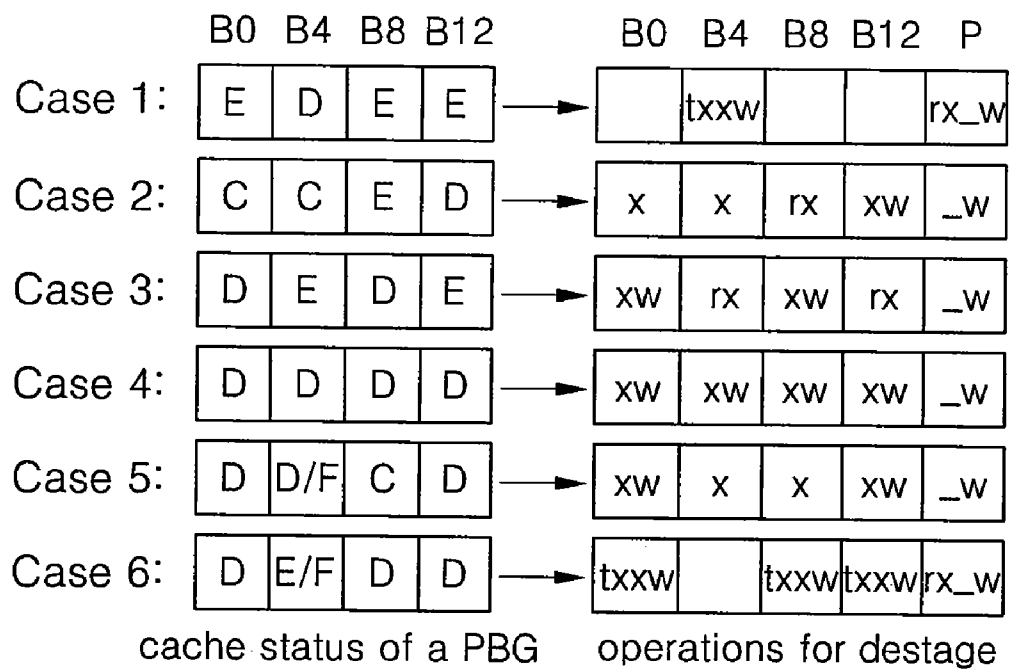 B0 B4 B8 B12 B0 B4 B8 B12 P
Case 1: E D E E txxw rx_w
Case 2: C C E D x x rx xw _w
Case 3: D E D E xw rx xw rx _w
Case 4: D D D D xw xw xw xw _w
Case 5: D D/F C D xw x x xw _w
Case 6: D E/F D D txxw txxw txxw rx_w
cache status of a PBG operations for destage